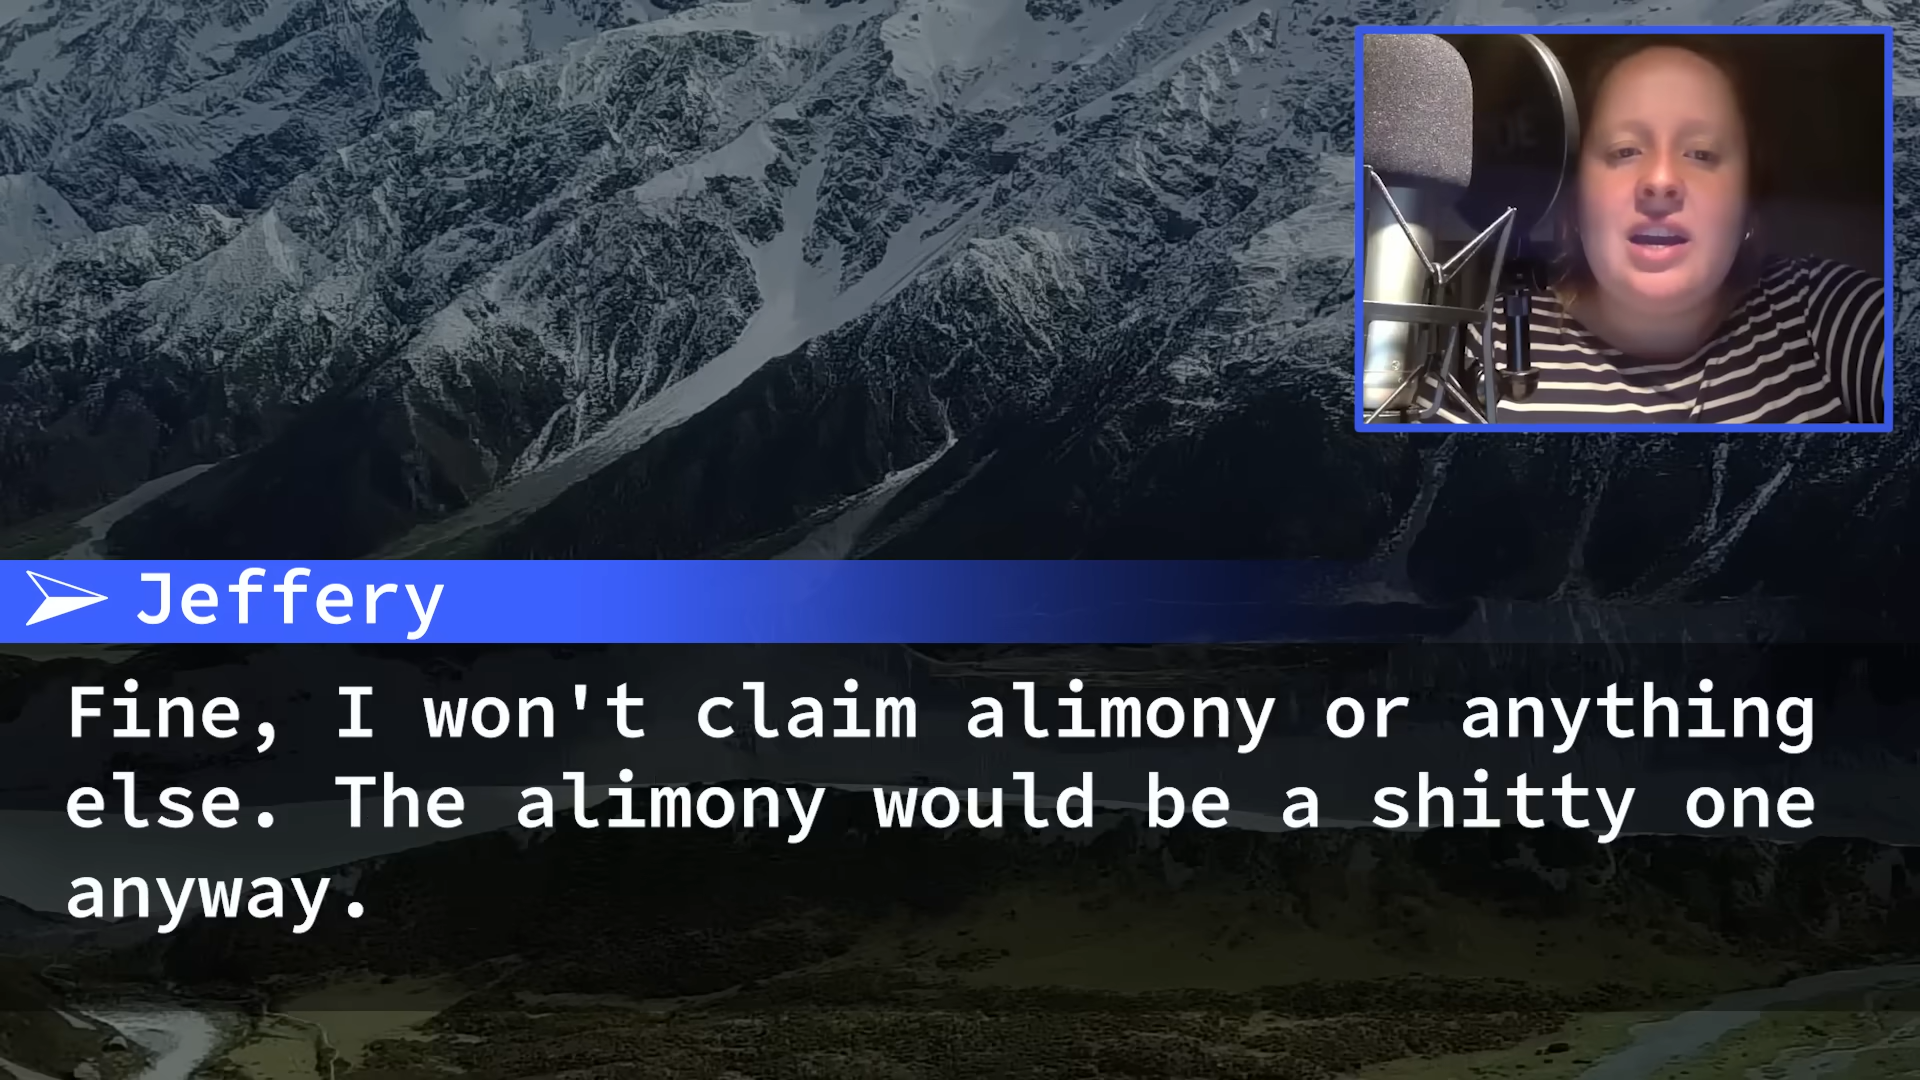 Jeffery
Fine, I won't claim alimony or anything
else. The alimony would be a shitty one
anyway.